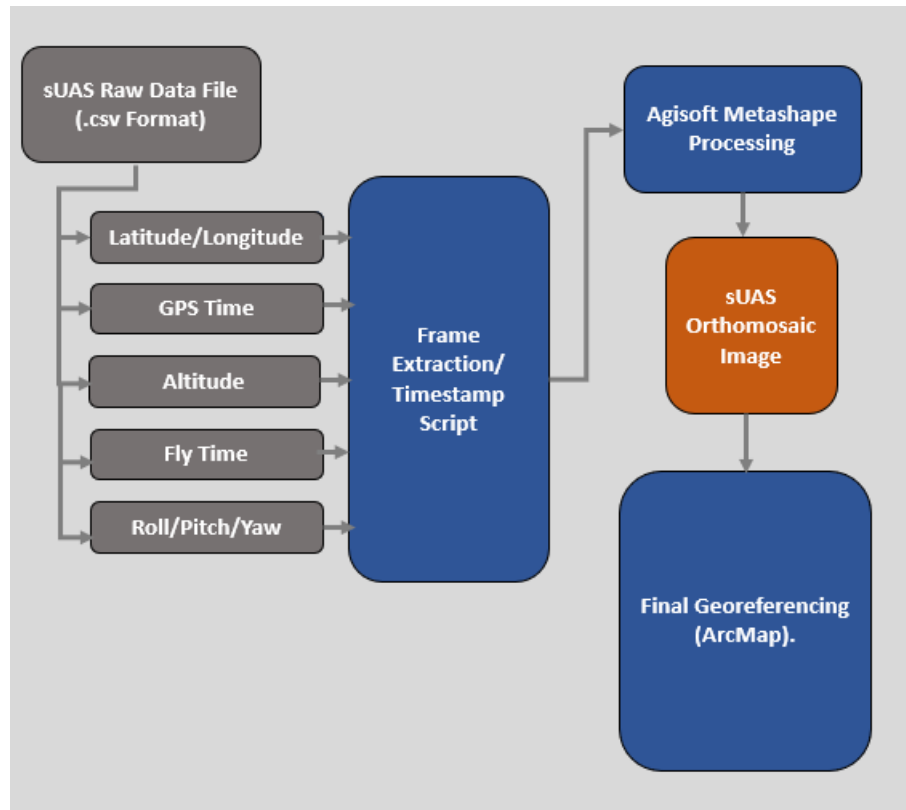 sUAS Raw Data File
(.csv Format)
Latitude/Longitude
GPS Time
Altitude
Fly Time
Roll/Pitch/Yaw
Frame
Extraction/
Timestamp
Script
Agisoft Metashape
Processing
sUAS
Orthomosaic
Image
Final Georeferencing
(ArcMap).